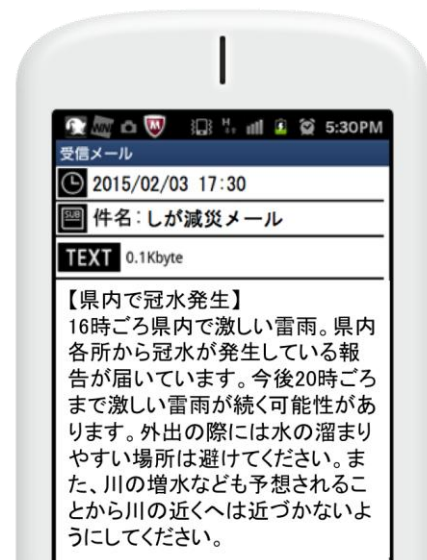 5:30PM
受信メール
2015/02/03 17:30
SUB 件名:しが減災メール
TEXT 0.1Kbyte
【県内で冠水発生】
16時ごろ県内で激しい雷雨。県内
各所から冠水が発生している報
告が届いています。今後20時ごろ
まで激しい雷雨が続く可能性があ
ります。外出の際には水の溜まり
やすい場所は避けてください。ま
た、川の増水なども予想されるこ
とから川の近くへは近づかないよ
うにしてください。